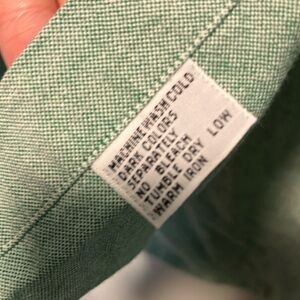 MACHINE WASH COLD
DARK COLORS
SEPARATELY
NO BLEACH
TUMBLE DRY LOW
WARM IRON